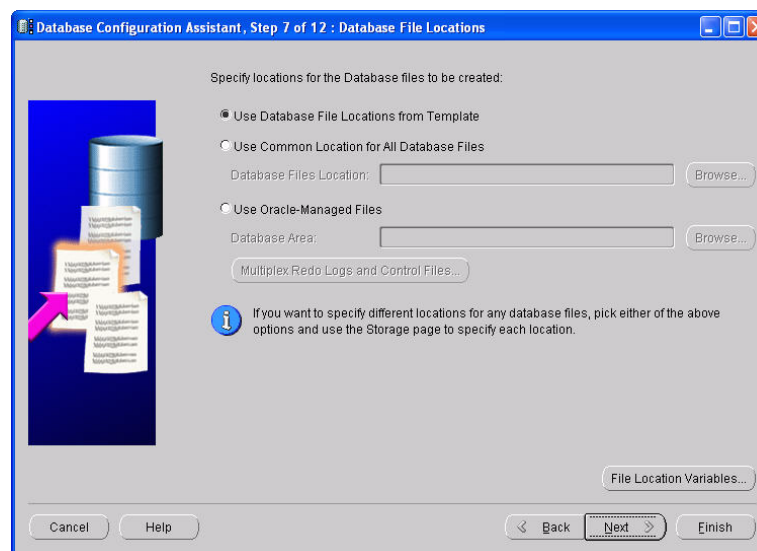 Database Configuration Assistant, Step 7 of 12 : Database File Locations
Specify locations for the Database files to be created:
Use Database File Locations from Template
Use Common Location for All Database Files
Database Files Location:
Browse...
Use Oracle-Managed Files
Database Area:
Browse...
Multiplex Redo Logs and Control Files...
If you want to specify different locations for any database files, pick either of the above
options and use the Storage page to specify each location.
File Location Variables...
Cancel
Help
Back
Next
Finish